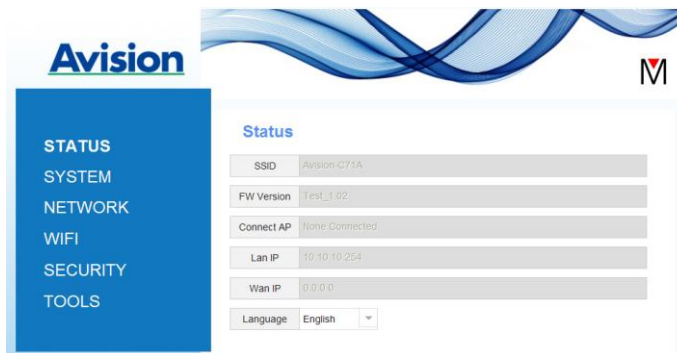 Avision
STATUS
SYSTEM
NETWORK
WIFI
SECURITY
TOOLS
Status
SSID Avision-C71A
FW Version Test_1.02
Connect AP None Connected
Lan IP 10.10.10.254
Wan IP 0.0.0.0
Language English